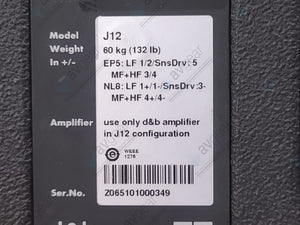 Model J12
Weight 60 kg (132 lb)
In +/- EP5: LF 1/2/SnsDrv: 5
MF+HF 3/4
NL8: LF 1+/1-/SnsDrv:3-
MF+HF 4+/4-
Amplifier use only d&b amplifier
in J12 configuration
WEEE
1276
Ser.No. Z065101000349